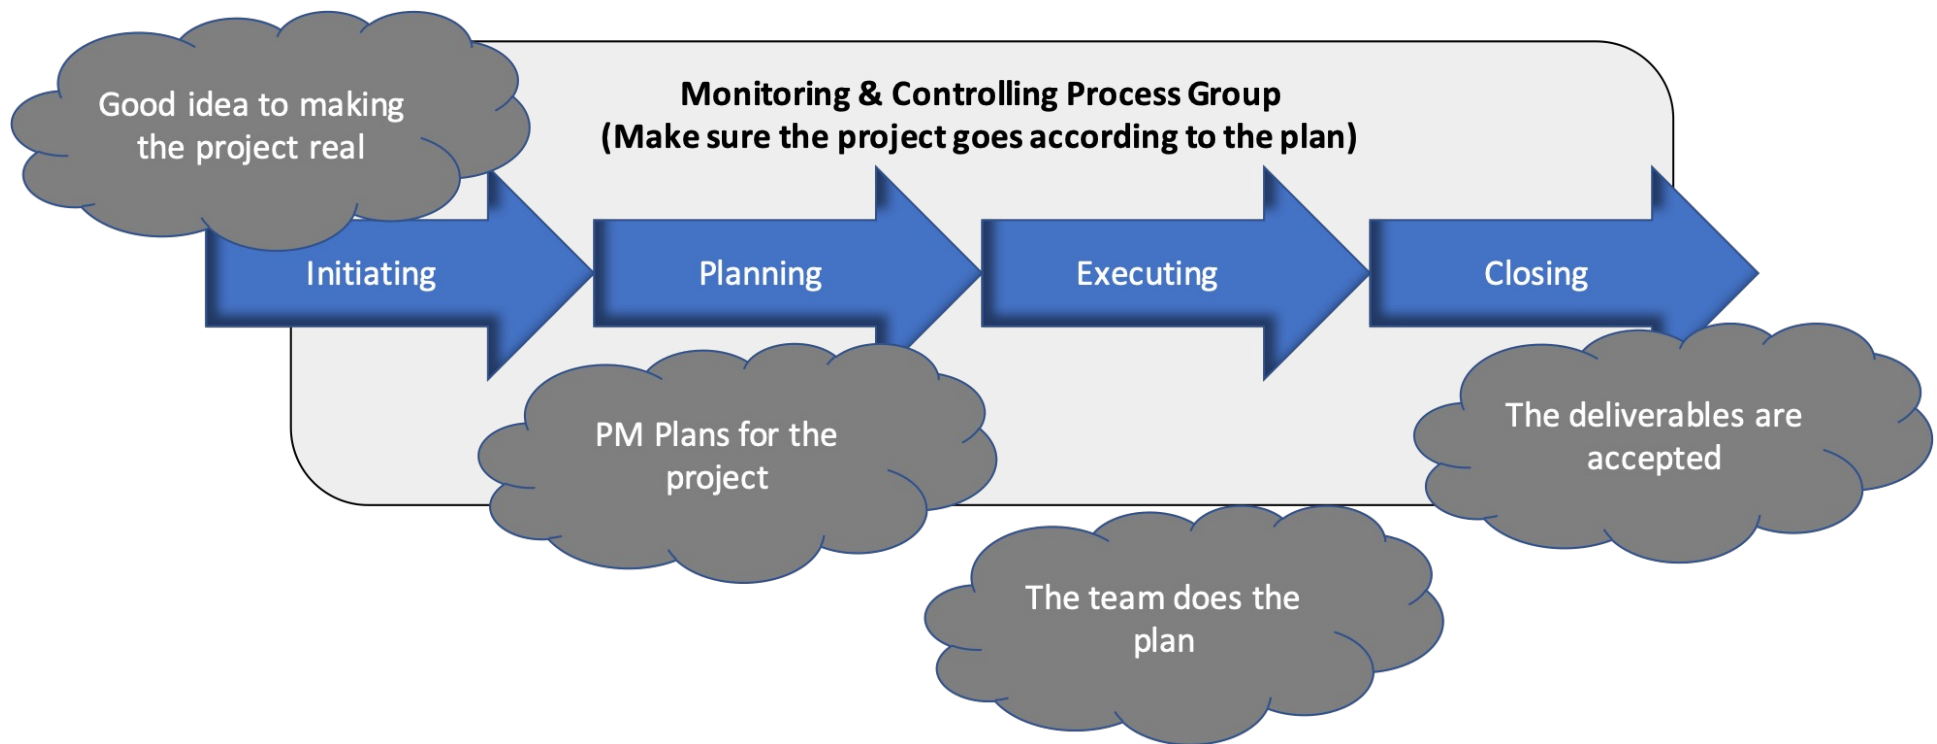 Good idea to making
the project real
Monitoring & Controlling Process Group
(Make sure the project goes according to the plan)
Initiating
Planning
Executing
Closing
PM Plans for the
project
The deliverables are
accepted
The team does the
plan